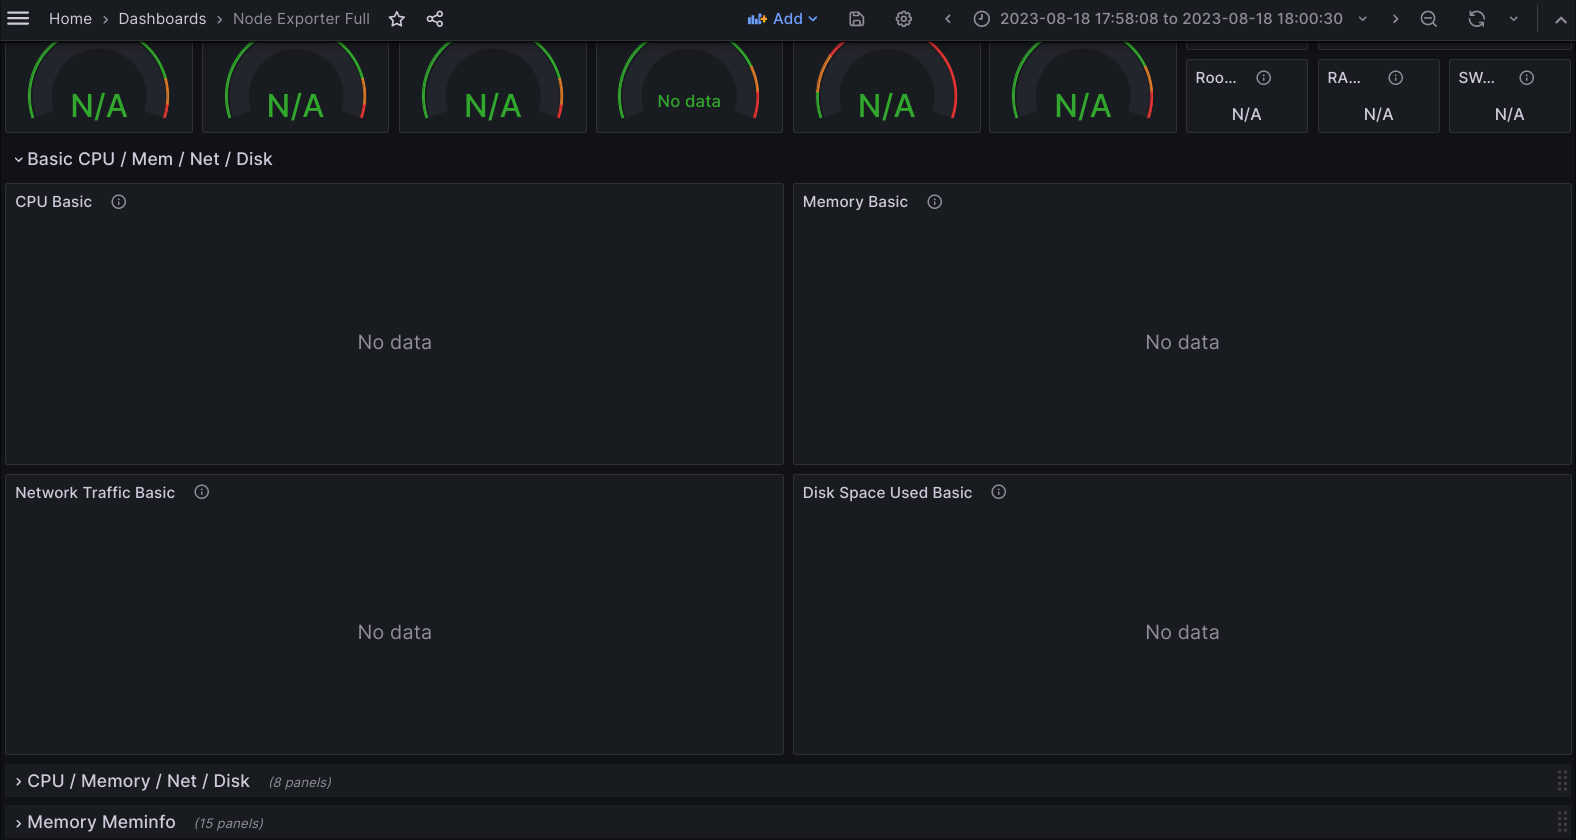 Home > Dashboards > Node Exporter Full
Add
2023-08-18 17:58:08 to 2023-08-18 18:00:30
N/A
N/A
N/A
No data
N/A
N/A
Roo...
N/A
RA...
N/A
SW...
N/A
Basic CPU / Mem / Net / Disk
CPU Basic
No data
Memory Basic
No data
Network Traffic Basic
No data
Disk Space Used Basic
No data
CPU / Memory / Net / Disk (8 panels)
Memory Meminfo (15 panels)